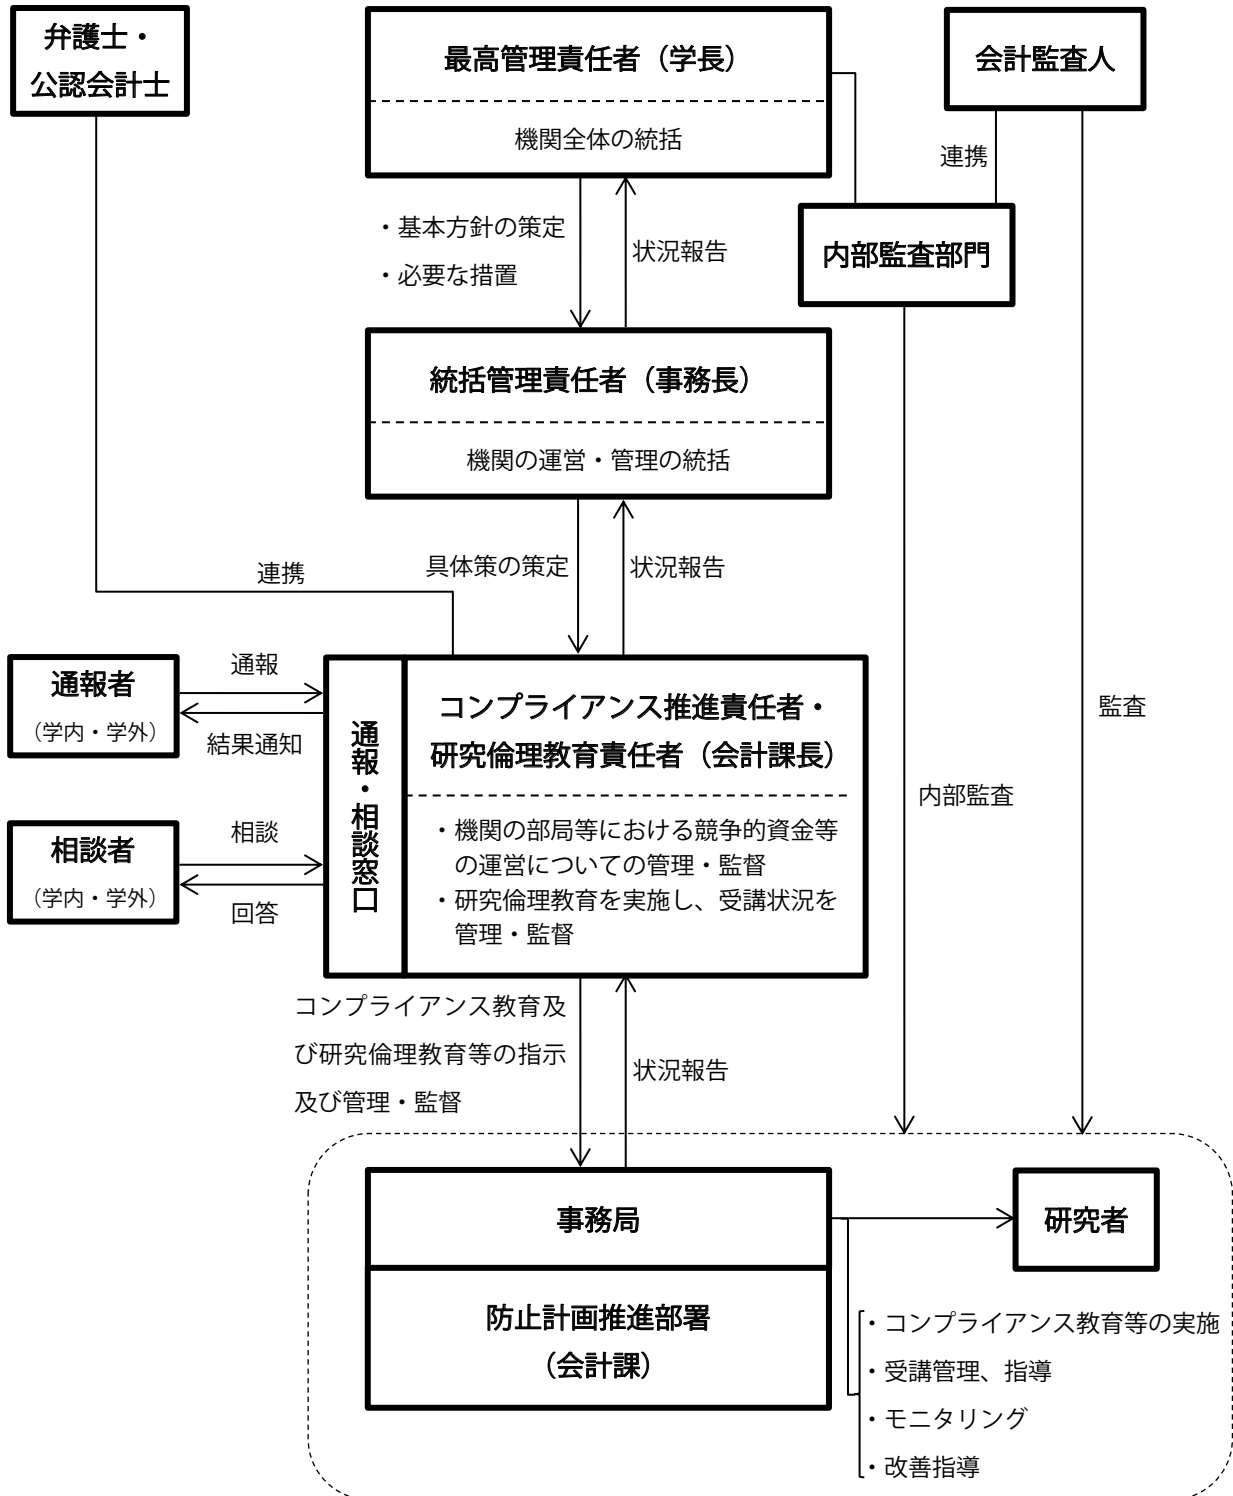 弁護士・
公認会計士
最高管理責任者（学長）
機関全体の統括
会計監査人
連携
内部監査部門
・基本方針の策定
・必要な措置
状況報告
統括管理責任者（事務長）
機関の運営・管理の統括
連携
具体策の策定
状況報告
通報者
（学内・学外）
通報
結果通知
相談者
（学内・学外）
相談
回答
通報・相談窓口
コンプライアンス推進責任者・
研究倫理教育責任者（会計課長）
・機関の部局等における競争的資金等
の運営についての管理・監督
・研究倫理教育を実施し、受講状況を
管理・監督
内部監査
監査
コンプライアンス教育及
び研究倫理教育等の指示
及び管理・監督
状況報告
事務局
防止計画推進部署
（会計課）
研究者
・コンプライアンス教育等の実施
・受講管理、指導
・モニタリング
・改善指導